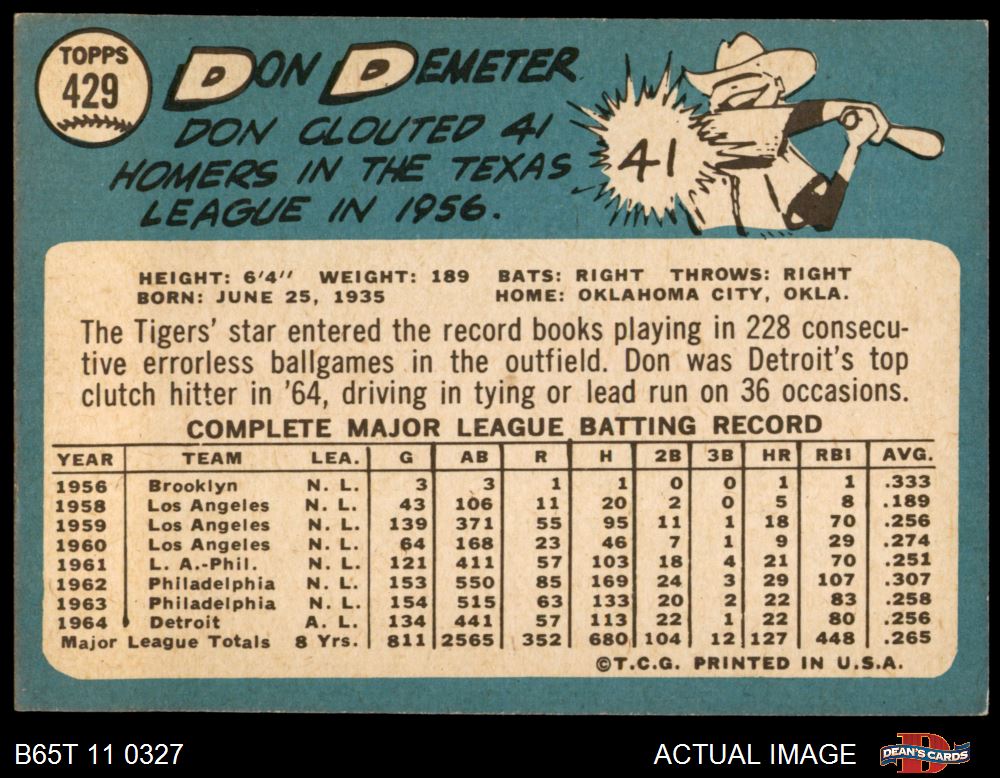 TOPPS
429
DON DEMETER
DON CLOUTED 41
HOMERS IN THE TEXAS
LEAGUE IN 1956.
41
HEIGHT: 6'4" WEIGHT: 189 BATS: RIGHT THROWS: RIGHT
BORN: JUNE 25, 1935 HOME: OKLAHOMA CITY, OKLA.
The Tigers' star entered the record books playing in 228 consecu-
tive errorless ballgames in the outfield. Don was Detroit's top
clutch hitter in '64, driving in tying or lead run on 36 occasions.
COMPLETE MAJOR LEAGUE BATTING RECORD
YEAR TEAM LEA. G AB R H 2B 3B HR RBI AVG.
1956 Brooklyn N. L. 3 3 1 1 0 0 1 1 .333
1958 Los Angeles N. L. 43 106 11 20 2 0 5 8 .189
1959 Los Angeles N. L. 139 371 55 95 11 1 18 70 .256
1960 Los Angeles N. L. 64 168 23 46 7 1 9 29 .274
1961 L. A.-Phil. N. L. 121 411 57 103 18 4 21 70 .251
1962 Philadelphia N. L. 153 550 85 169 24 3 29 107 .307
1963 Philadelphia N. L. 154 515 63 133 20 2 22 83 .258
1964 Detroit A. L. 134 441 57 113 22 1 22 80 .256
Major League Totals 8 Yrs. 811 2565 352 680 104 12 127 448 .265
©T.C.G. PRINTED IN U.S.A.
B65T 11 0327 ACTUAL IMAGE
DEAN'S CARDS